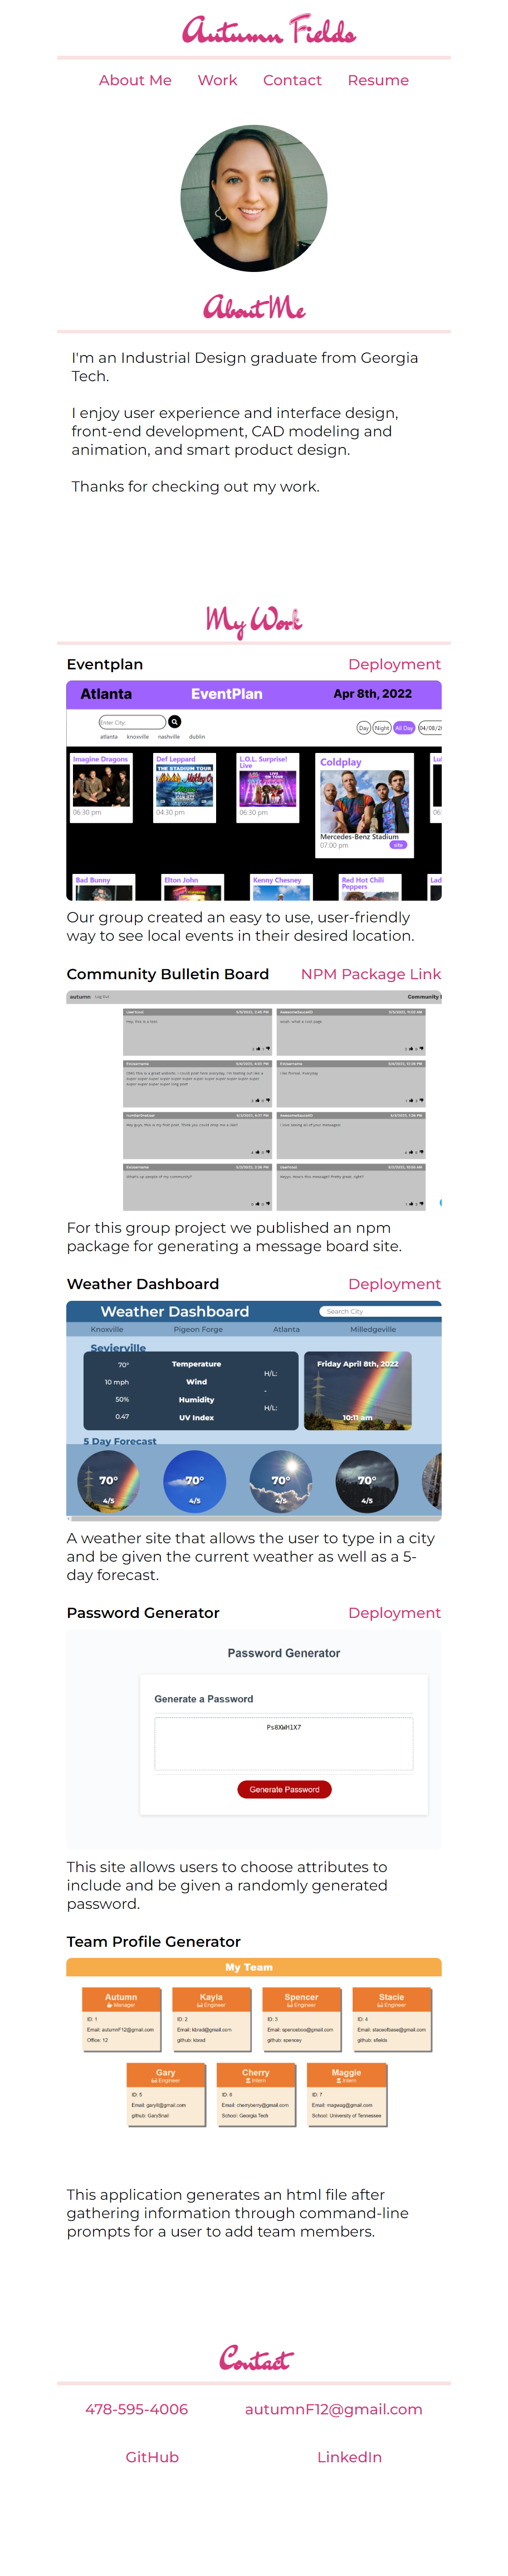 Autumn Fields
About Me Work Contact Resume
About Me
I'm an Industrial Design graduate from Georgia
Tech.
I enjoy user experience and interface design,
front-end development, CAD modeling and
animation, and smart product design.
Thanks for checking out my work.
My Work
Eventplan Deployment
Atlanta EventPlan Apr 8th, 2022
Enter City:
Day Night All Day
atlanta knoxville nashville dublin
Imagine Dragons
06:30 pm
Def Leppard
THE STADIUM TOUR
04:30 pm
L.O.L. Surprise!
Live
06:30 pm
Coldplay
Mercedes-Benz Stadium
07:00 pm site
Bad Bunny
Elton John
Kenny Chesney
Red Hot Chili
Peppers
Lad
Our group created an easy to use, user-friendly
way to see local events in their desired location.
Community Bulletin Board NPM Package Link
autumn Log Out Community
For this group project we published an npm
package for generating a message board site.
Weather Dashboard Deployment
Weather Dashboard Search City
Knoxville Pigeon Forge Atlanta Milledgeville
Sevierville
70° Temperature
10 mph Wind
50% Humidity
0.47 UV Index
H/L:
-
H/L:
Friday April 8th, 2022
10:11 am
5 Day Forecast
70° 70° 70° 70°
4/5 4/5 4/5 4/5
A weather site that allows the user to type in a city
and be given the current weather as well as a 5-
day forecast.
Password Generator Deployment
Password Generator
Generate a Password
Ps8XWH1X7
Generate Password
This site allows users to choose attributes to
include and be given a randomly generated
password.
Team Profile Generator
My Team
Autumn
Manager
ID: 1
Email: autumnF12@gmail.com
Office: 12
Kayla
Engineer
ID: 2
Email: kbrad@gmail.com
github: kbrad
Spencer
Engineer
ID: 3
Email: spenosboo@gmail.com
github: spencey
Stacie
Engineer
ID: 4
Email: staceofbase@gmail.com
github: sfields
Gary
Engineer
ID: 5
Email: garylil@gmail.com
github: GarySnail
Cherry
Intern
ID: 6
Email: cherryberry@gmail.com
School: Georgia Tech
Maggie
Intern
ID: 7
Email: magwag@gmail.com
School: University of Tennessee
This application generates an html file after
gathering information through command-line
prompts for a user to add team members.
Contact
478-595-4006 autumnF12@gmail.com
GitHub LinkedIn